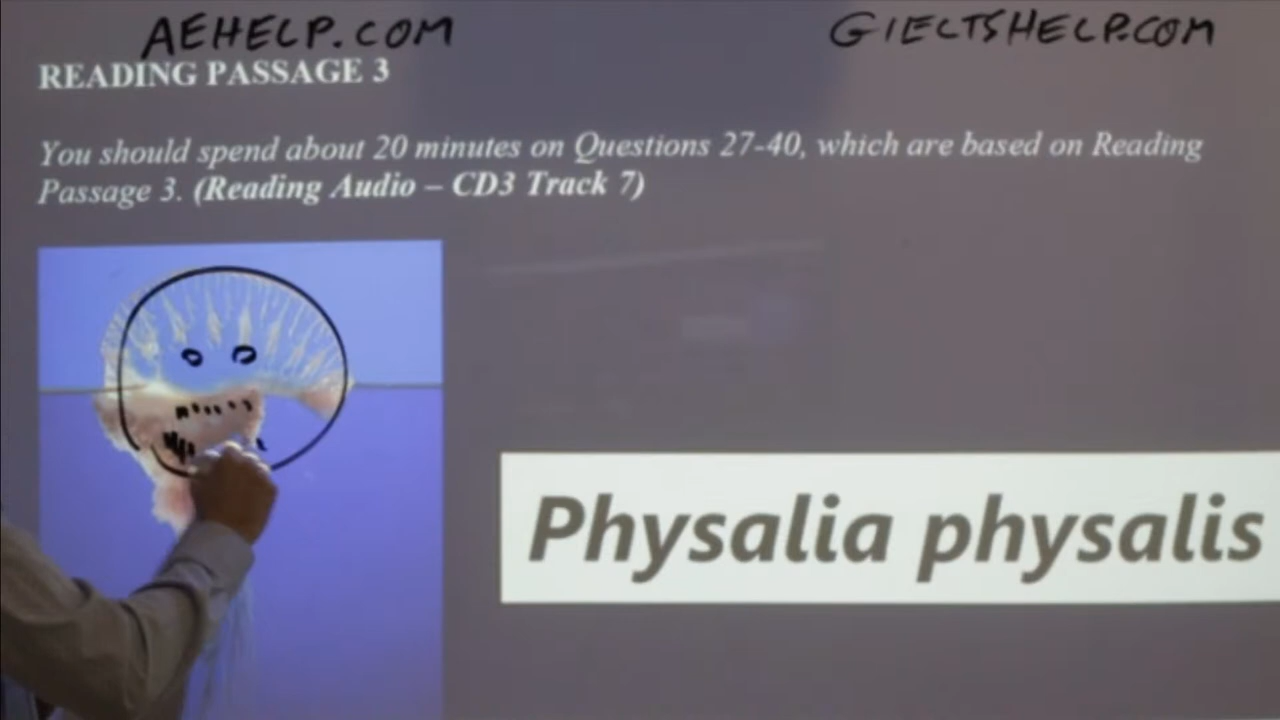 AEHELP.COM
GIELTSHELP.COM
READING PASSAGE 3
You should spend about 20 minutes on Questions 27-40, which are based on Reading
Passage 3. (Reading Audio – CD3 Track 7)
Physalia physalis